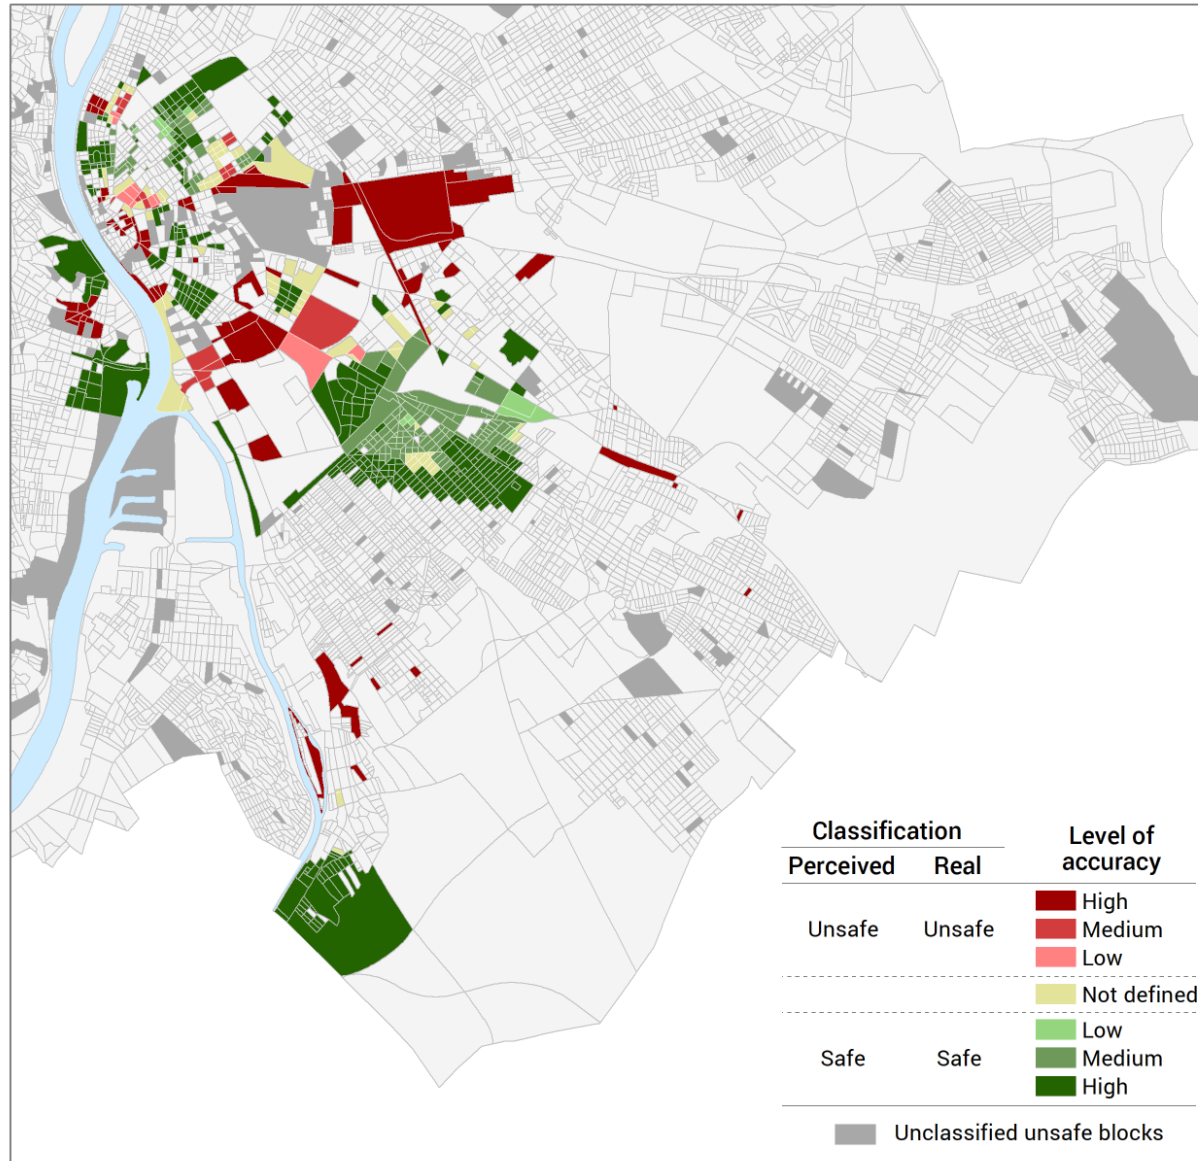 Classification
Level of
accuracy
Perceived Real
High
Unsafe Unsafe Medium
Low
Not defined
Low
Safe Safe Medium
High
Unclassified unsafe blocks